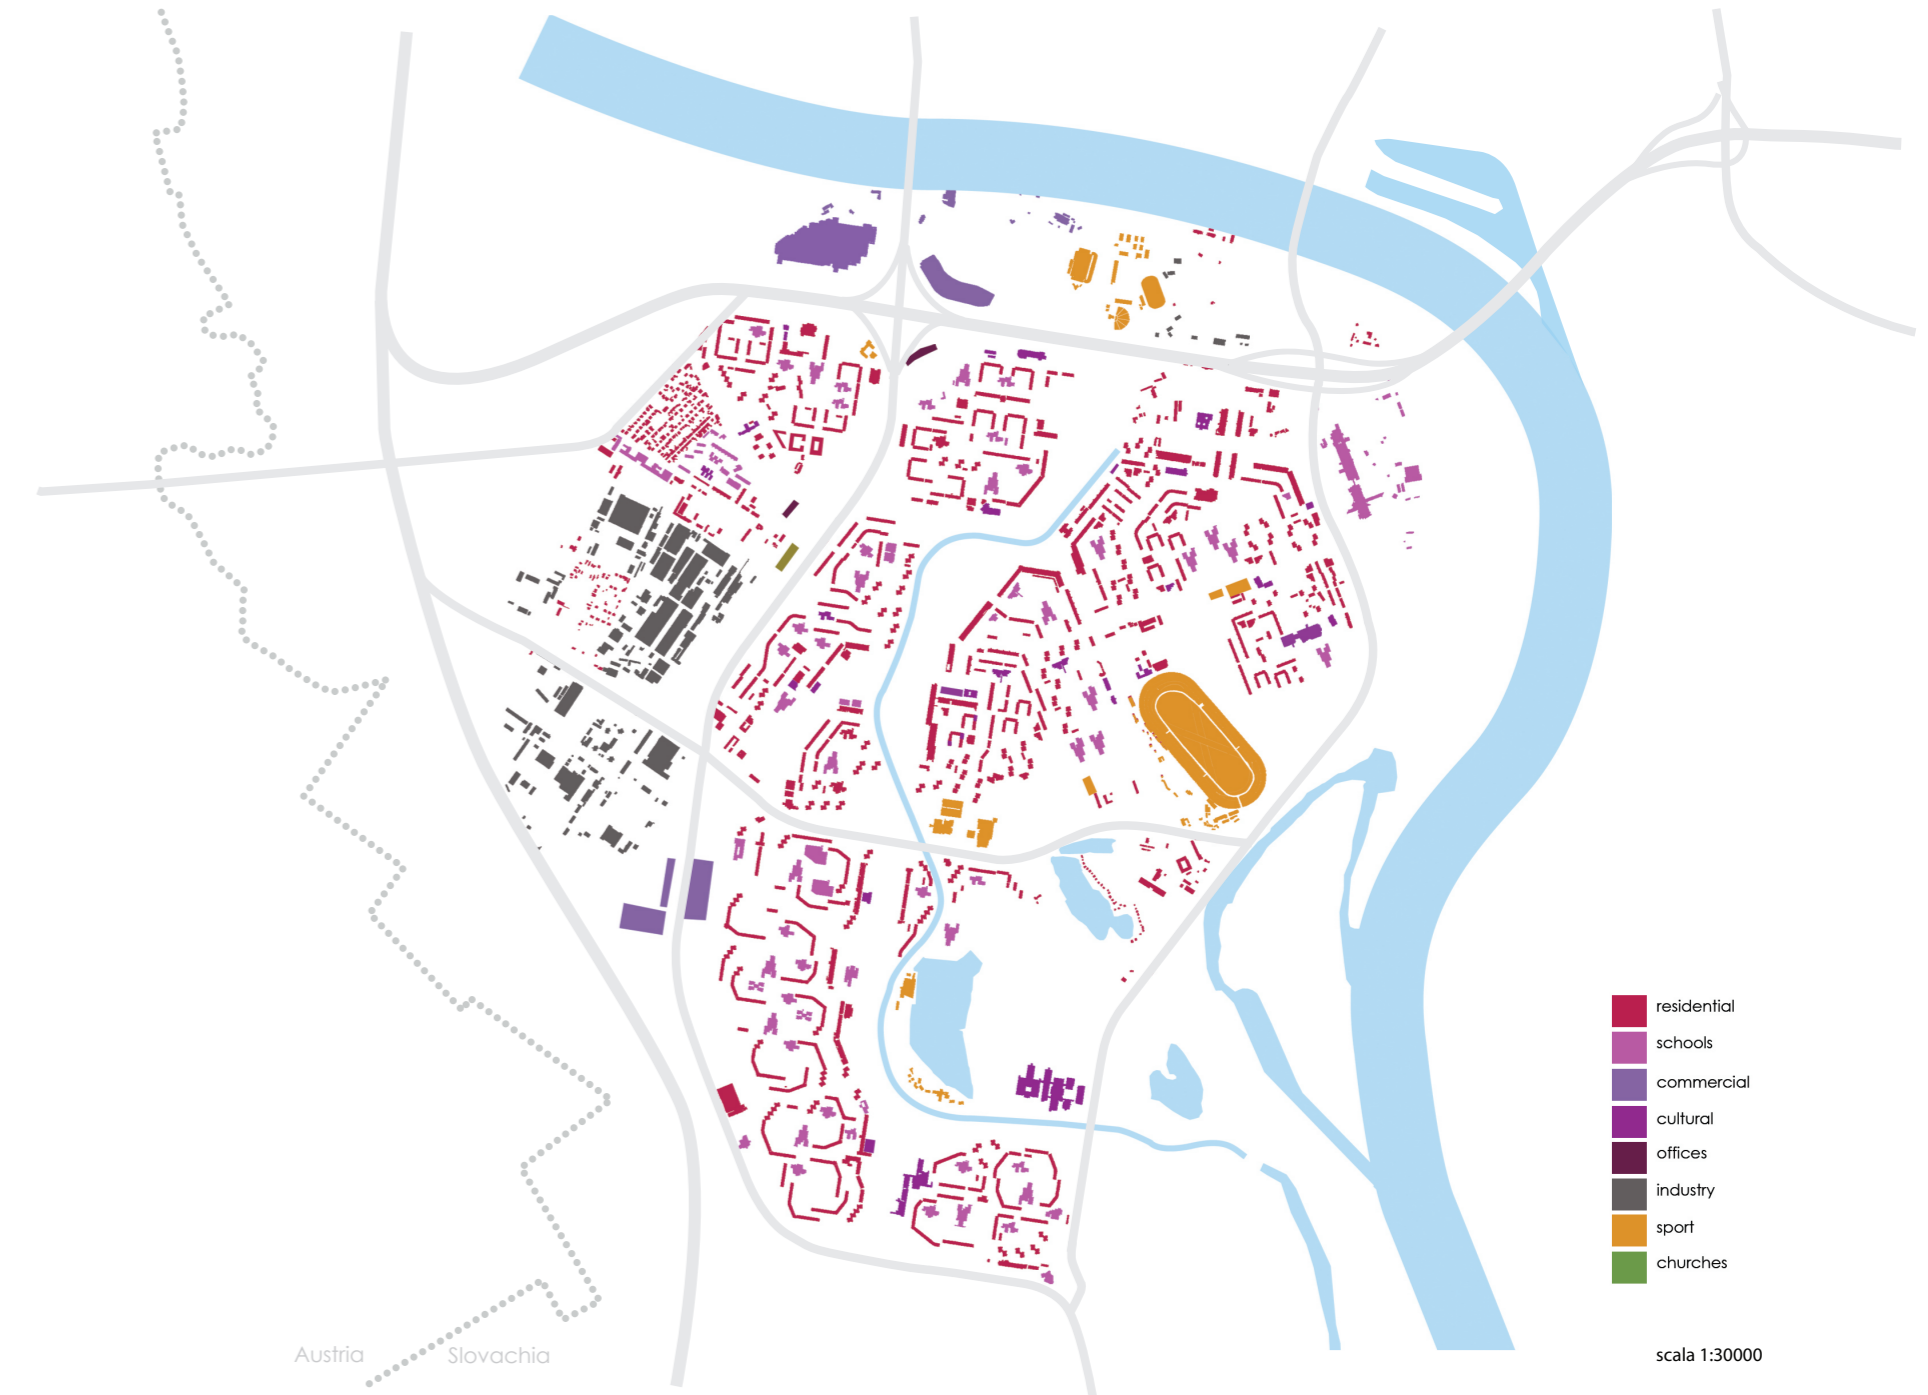 residential
schools
commercial
cultural
offices
industry
sport
churches
Austria
Slovachia
scala 1:30000